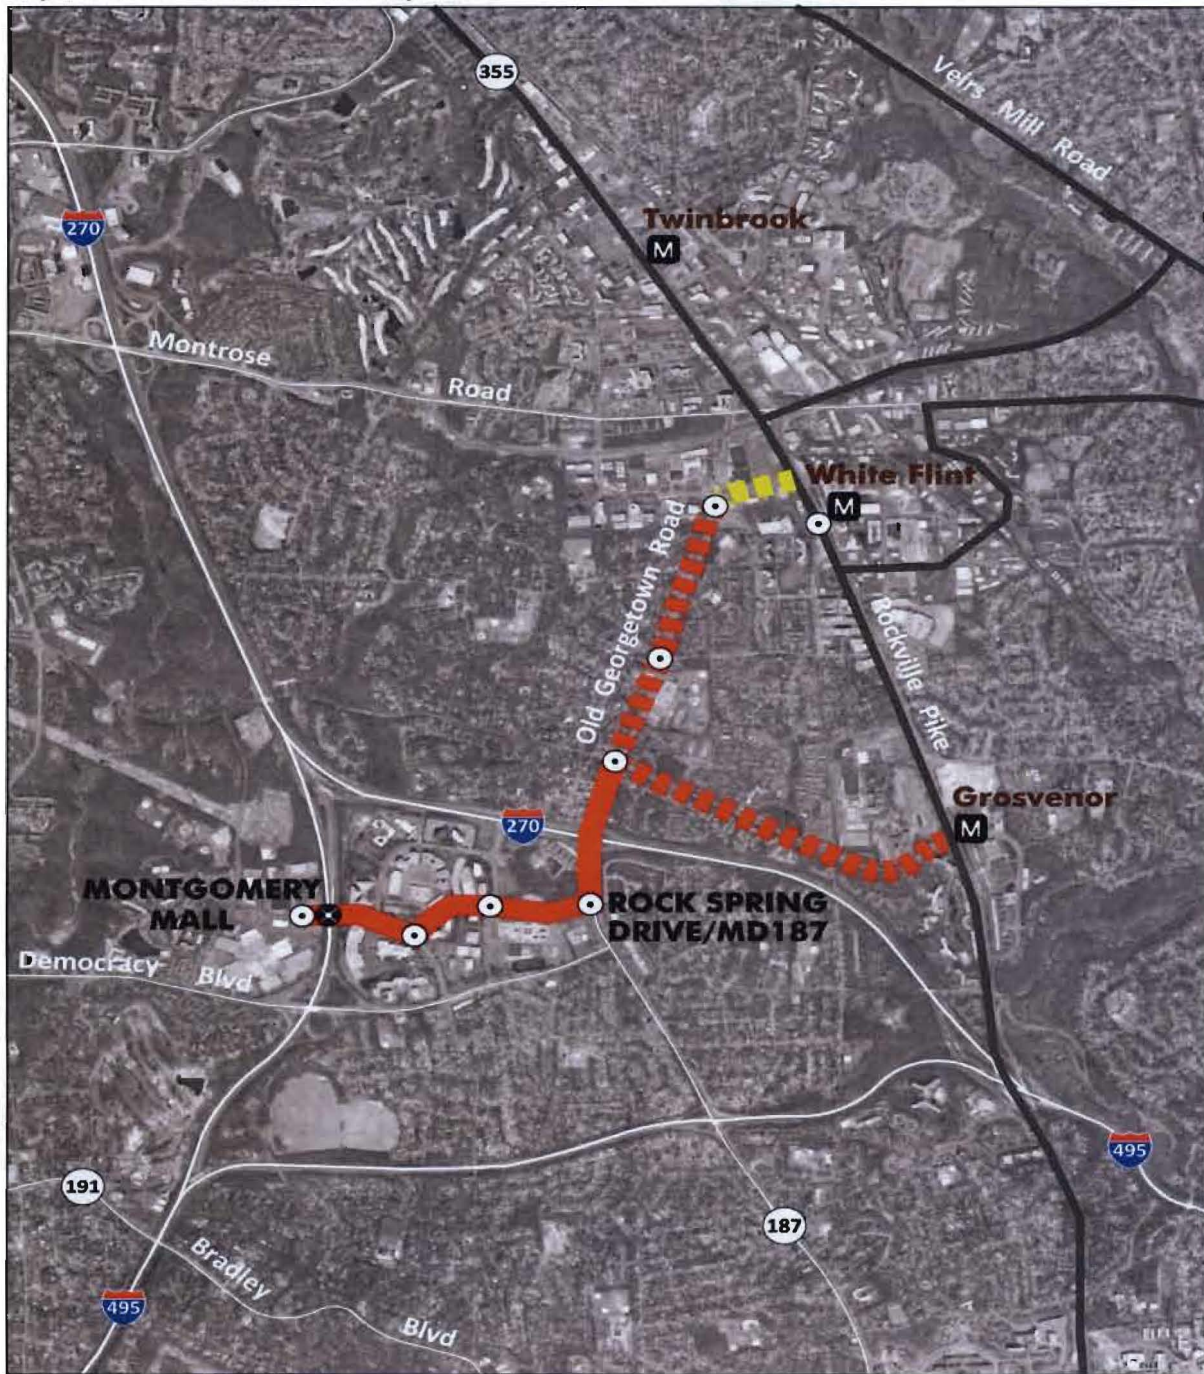 355
Veirs Mill Road
270
Twinbrook
M
Montrose
Road
White Flint
M
Old Georgetown Road
Rockville Pike
Grosvenor
M
270
MONTGOMERY
MALL
ROCK SPRING
DRIVE/MD187
Democracy
Blvd
495
191
187
Bradley
495
Blvd